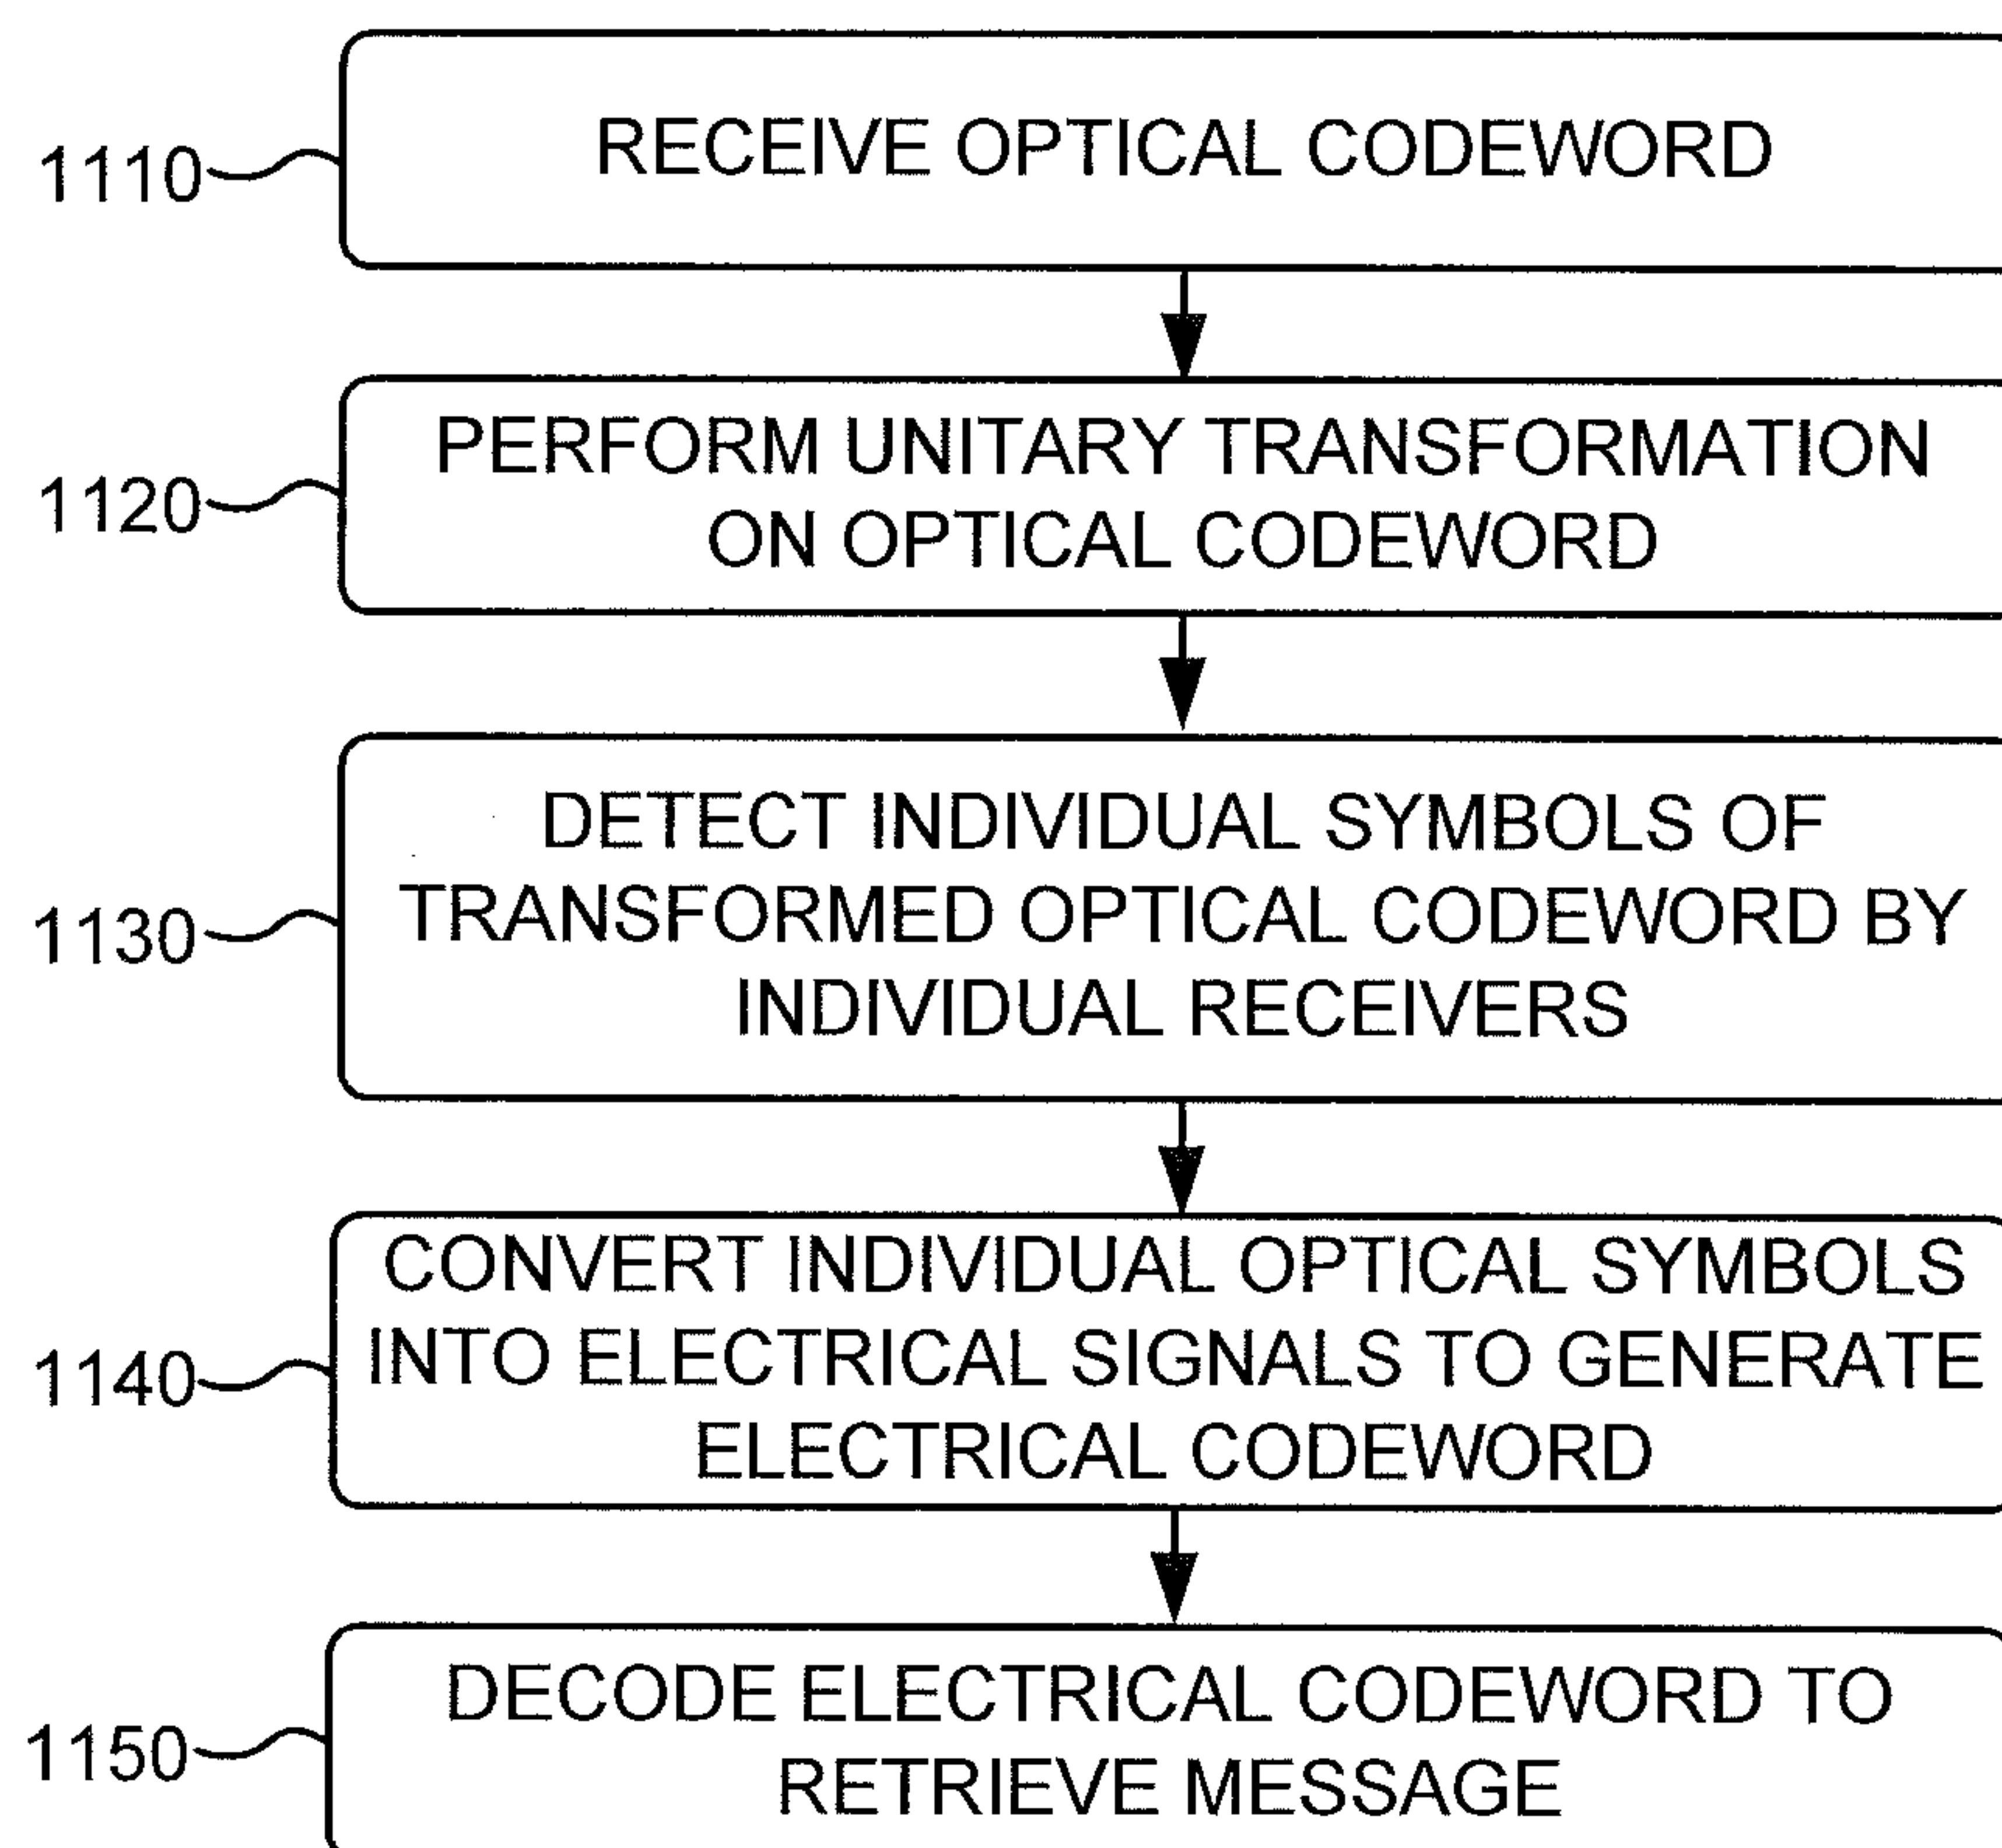 1110
RECEIVE OPTICAL CODEWORD
1120
PERFORM UNITARY TRANSFORMATION
ON OPTICAL CODEWORD
1130
DETECT INDIVIDUAL SYMBOLS OF
TRANSFORMED OPTICAL CODEWORD BY
INDIVIDUAL RECEIVERS
1140
CONVERT INDIVIDUAL OPTICAL SYMBOLS
INTO ELECTRICAL SIGNALS TO GENERATE
ELECTRICAL CODEWORD
1150
DECODE ELECTRICAL CODEWORD TO
RETRIEVE MESSAGE